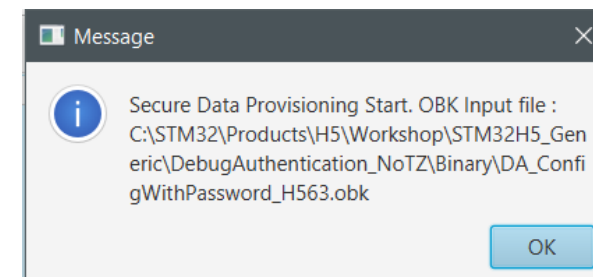 Message
Secure Data Provisioning Start. OBK Input file :
C:\STM32\Products\H5\Workshop\STM32H5_Gen
eric\DebugAuthentication_NoTZ\Binary\DA_Confi
gWithPassword_H563.obk
OK